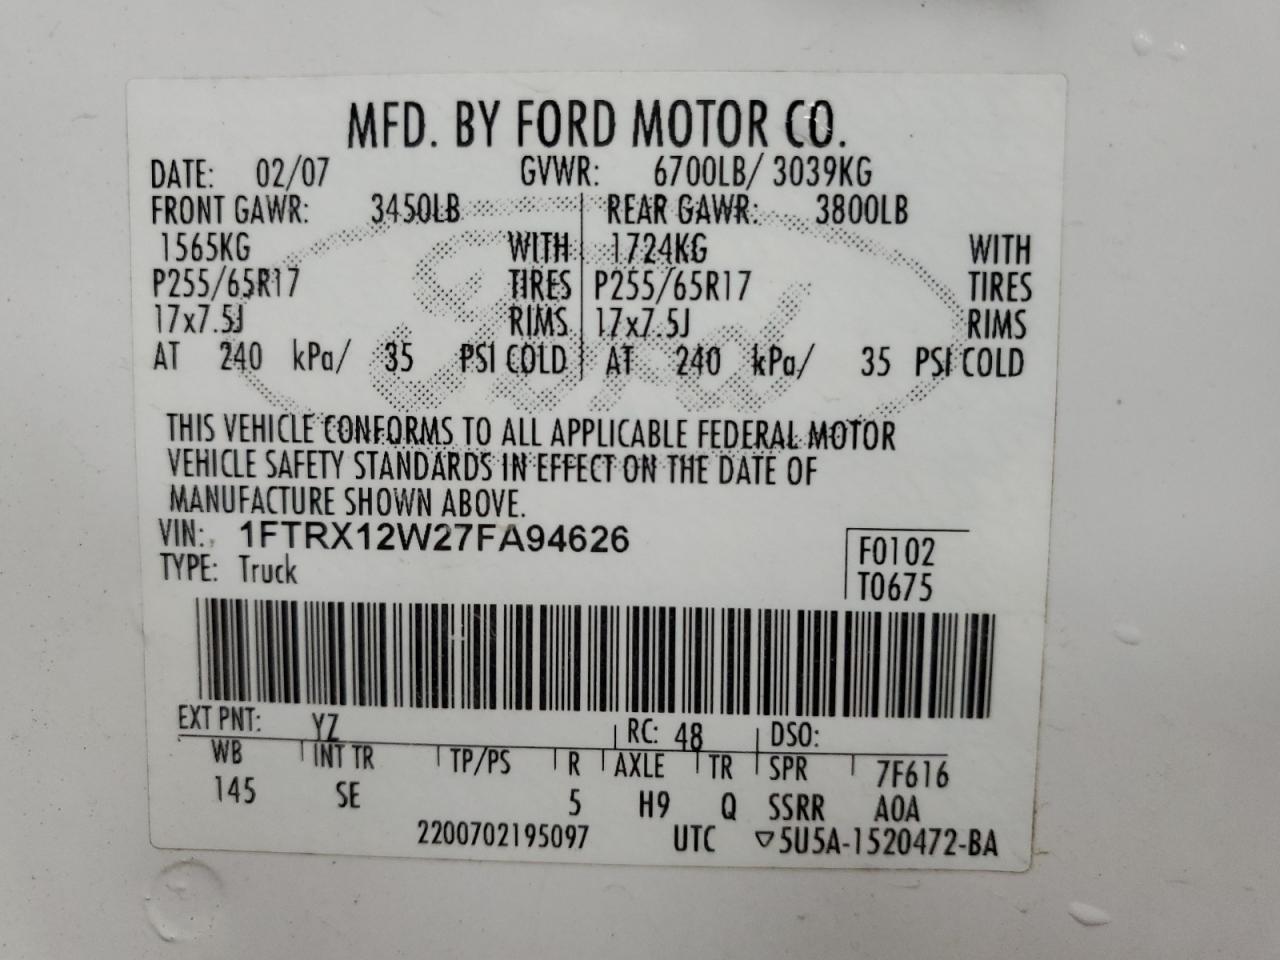 MFD. BY FORD MOTOR CO.
DATE: 02/07 GVWR: 6700LB/ 3039KG
FRONT GAWR: 3450LB REAR GAWR: 3800LB
1565KG WITH 1724KG WITH
P255/65R17 TIRES P255/65R17 TIRES
17x7.5J RIMS 17x7.5J RIMS
AT 240 kPa/ 35 PSI COLD AT 240 kPa/ 35 PSI COLD
Ford
THIS VEHICLE CONFORMS TO ALL APPLICABLE FEDERAL MOTOR
VEHICLE SAFETY STANDARDS IN EFFECT ON THE DATE OF
MANUFACTURE SHOWN ABOVE.
VIN: 1FTRX12W27FA94626 F0102
TYPE: Truck T0675
EXT PNT: YZ RC: 48 DSO:
WB INT TR TP/PS R AXLE TR SPR 7F616
145 SE 5 H9 Q SSRR A0A
2200702195097 UTC ▽5U5A-1520472-BA